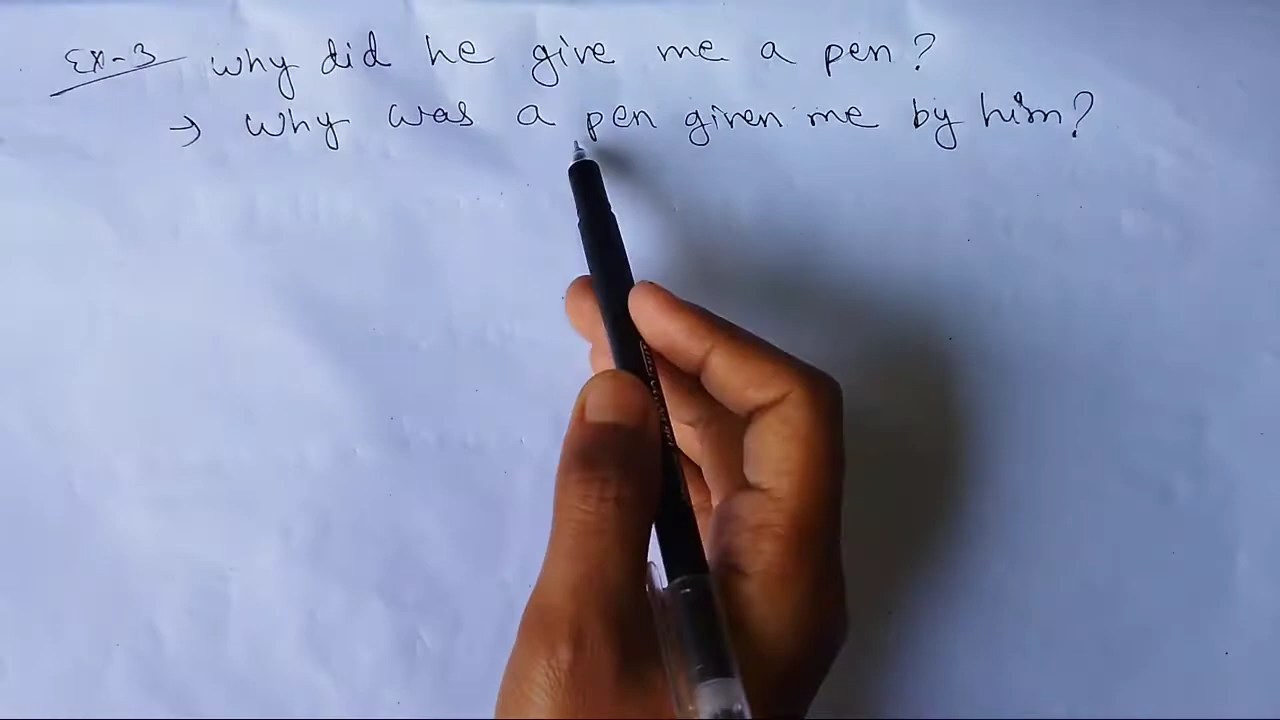 Ex-3 Why did he give me a pen?
→ Why was a pen given me by him?